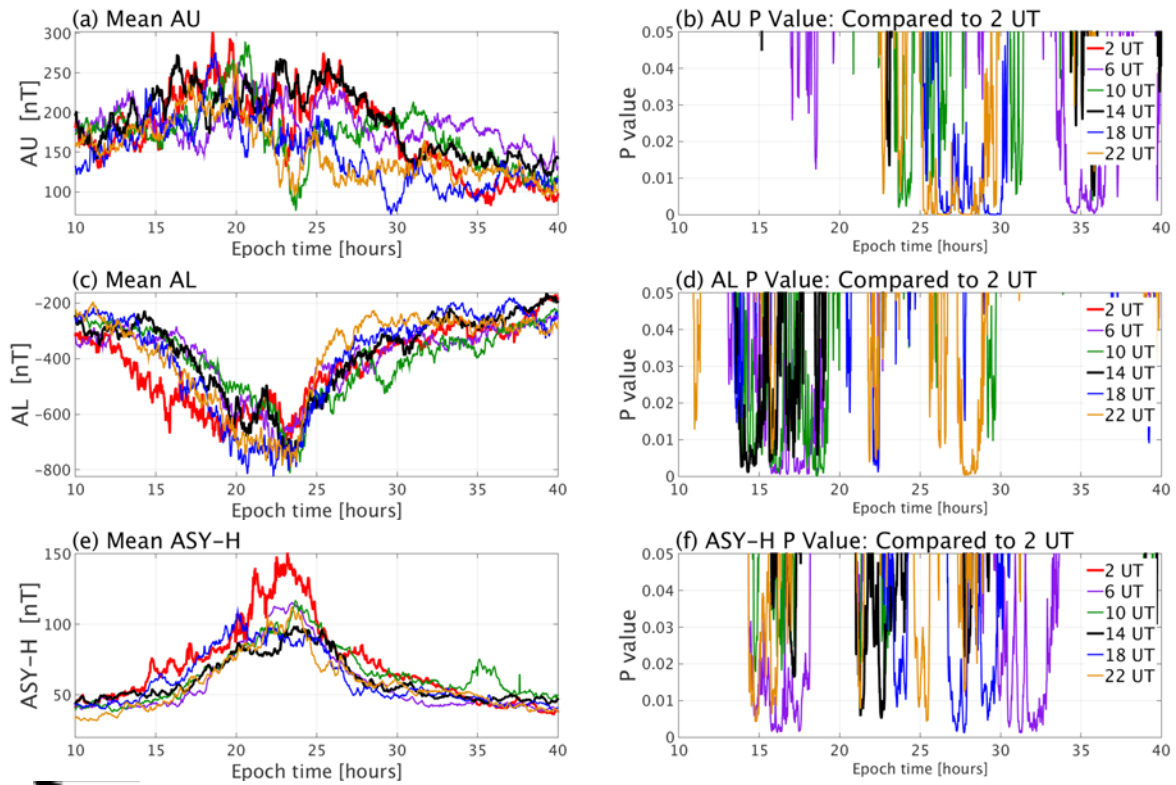 (a) Mean AU
300
250
200
150
100
AU [nT]
10 15 20 25 30 35 40
Epoch time [hours]
(b) AU P Value: Compared to 2 UT
0.05
0.04
0.03
0.02
0.01
0
P value
2 UT
6 UT
10 UT
14 UT
18 UT
22 UT
10 15 20 25 30 35 40
Epoch time [hours]
(c) Mean AL
-200
-400
-600
-800
AL [nT]
10 15 20 25 30 35 40
Epoch time [hours]
(d) AL P Value: Compared to 2 UT
0.05
0.04
0.03
0.02
0.01
0
P value
2 UT
6 UT
10 UT
14 UT
18 UT
22 UT
10 15 20 25 30 35 40
Epoch time [hours]
(e) Mean ASY-H
150
100
50
ASY-H [nT]
10 15 20 25 30 35 40
Epoch time [hours]
(f) ASY-H P Value: Compared to 2 UT
0.05
0.04
0.03
0.02
0.01
0
P value
2 UT
6 UT
10 UT
14 UT
18 UT
22 UT
10 15 20 25 30 35 40
Epoch time [hours]